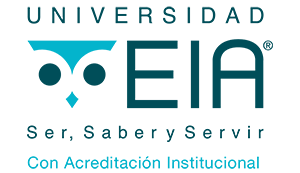 UNIVERSIDAD
EIA®
Ser, Saber y Servir
Con Acreditación Institucional